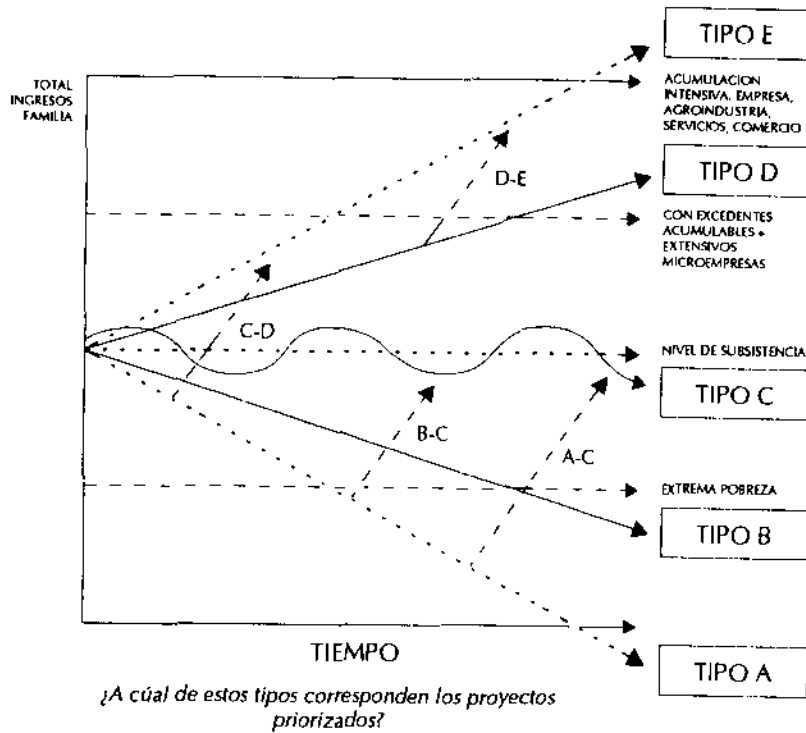 TIPO E
TOTAL
INGRESOS
FAMILIA
ACUMULACION
INTENSIVA, EMPRESA,
AGROINDUSTRIA,
SERVICIOS, COMERCIO
TIPO D
D-E
CON EXCEDENTES
ACUMULABLES +
EXTENSIVOS
MICROEMPRESAS
C-D
NIVEL DE SUBSISTENCIA
TIPO C
B-C
A-C
EXTREMA POBREZA
TIPO B
TIEMPO
TIPO A
¿A cúal de estos tipos corresponden los proyectos
priorizados?